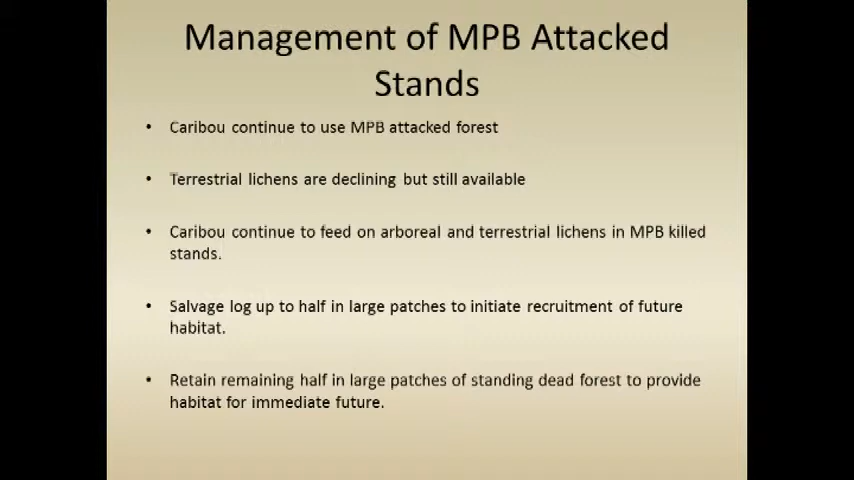 Management of MPB Attacked
Stands
• Caribou continue to use MPB attacked forest
• Terrestrial lichens are declining but still available
• Caribou continue to feed on arboreal and terrestrial lichens in MPB killed
stands.
• Salvage log up to half in large patches to initiate recruitment of future
habitat.
• Retain remaining half in large patches of standing dead forest to provide
habitat for immediate future.